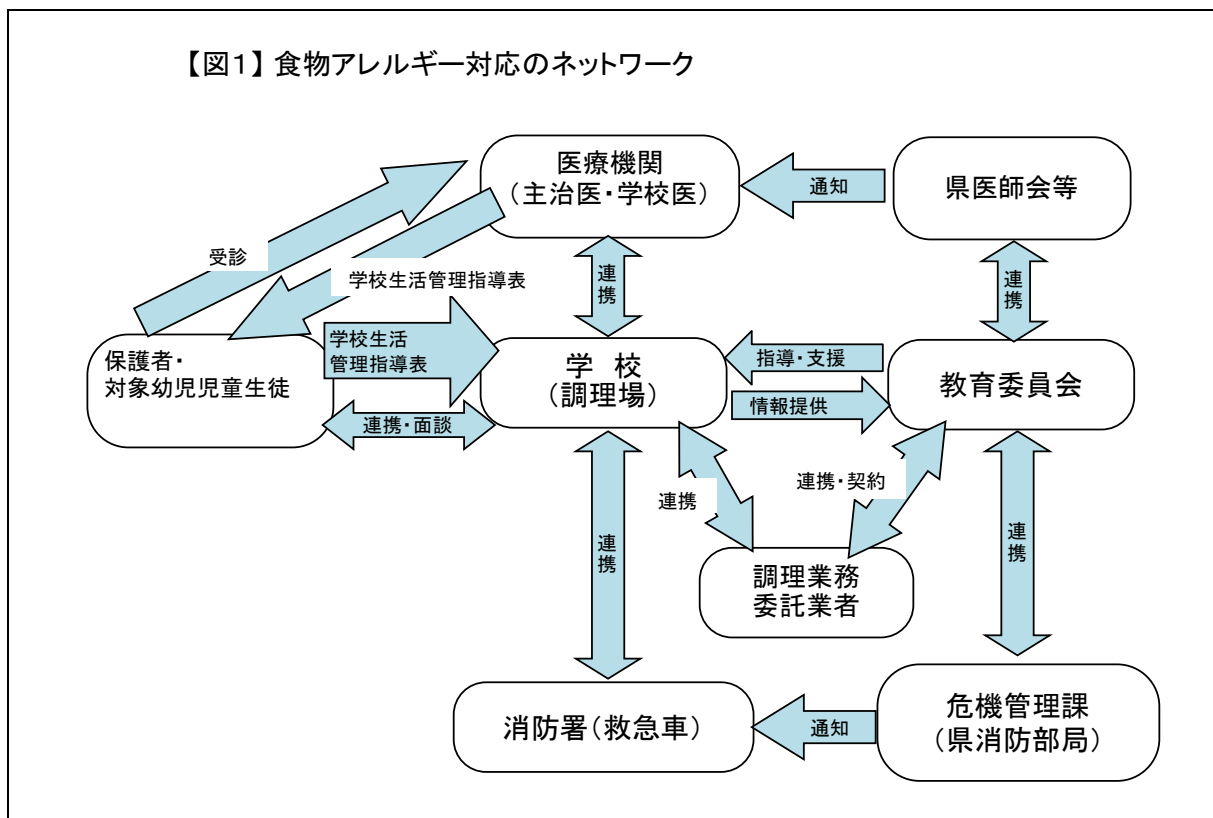 【図1】 食物アレルギー対応のネットワーク
医療機関
(主治医・学校医)
通知
県医師会等
受診
学校生活管理指導表
連携
連携
保護者・
対象幼児児童生徒
学校生活
管理指導表
連携・面談
学 校
(調理場)
指導・支援
情報提供
教育委員会
連携
連携・契約
連携
連携
調理業務
委託業者
消防署(救急車)
通知
危機管理課
(県消防部局)